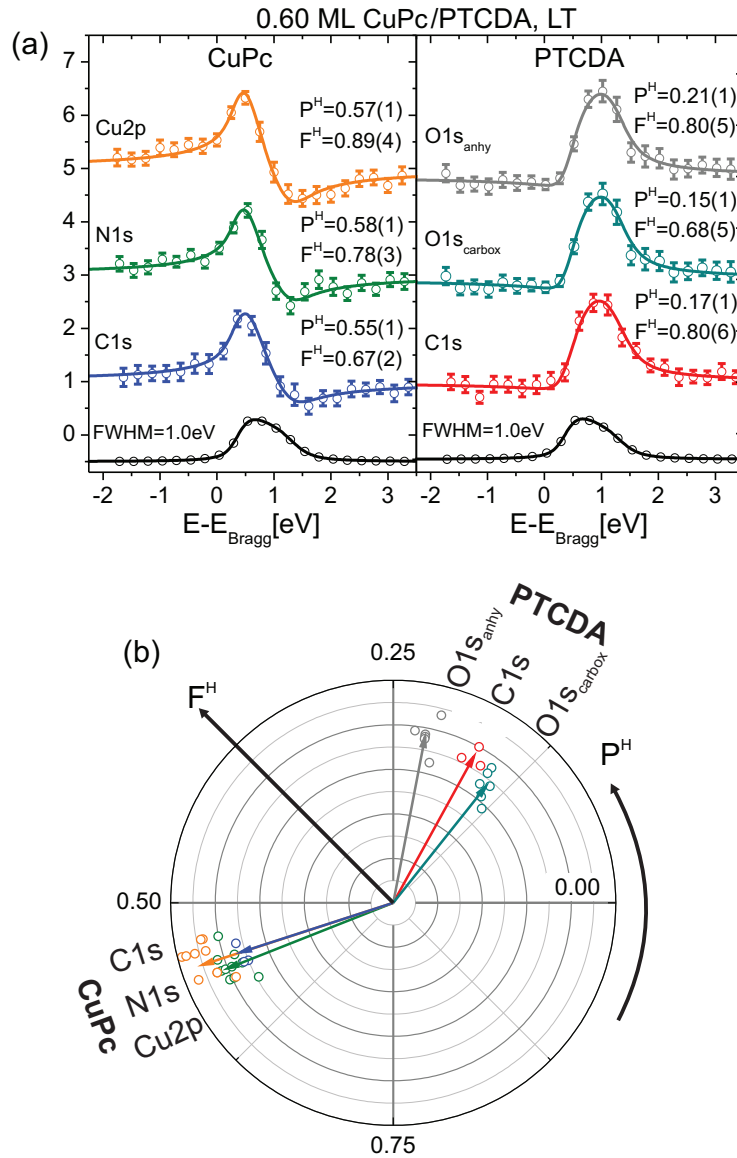 0.60 ML CuPc/PTCDA, LT
(a)
CuPc
PTCDA
7
6
5
4
3
2
1
0
Cu2p
P^H=0.57(1)
F^H=0.89(4)
N1s
P^H=0.58(1)
F^H=0.78(3)
C1s
P^H=0.55(1)
F^H=0.67(2)
FWHM=1.0eV
O1s_anhy
P^H=0.21(1)
F^H=0.80(5)
O1s_carbox
P^H=0.15(1)
F^H=0.68(5)
C1s
P^H=0.17(1)
F^H=0.80(6)
FWHM=1.0eV
-2 -1 0 1 2 3
-2 -1 0 1 2 3
E-E_Bragg[eV]
E-E_Bragg[eV]
(b)
PTCDA
O1s_anhy
C1s
O1s_carbox
0.25
F^H
P^H
0.50
0.00
C1s
N1s
Cu2p
CuPc
0.75